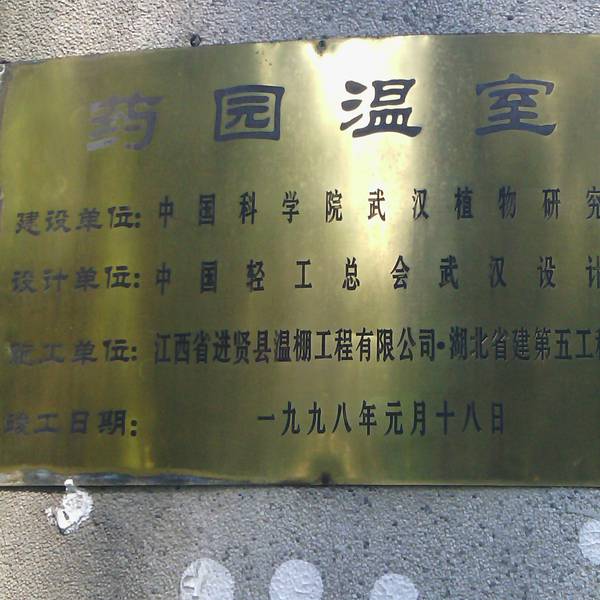 药园温室
建设单位:中国科学院武汉植物研究
设计单位:中国轻工总会武汉设计
施工单位:江西省进贤县温棚工程有限公司·湖北省建第五工程
竣工日期:一九九八年元月十八日